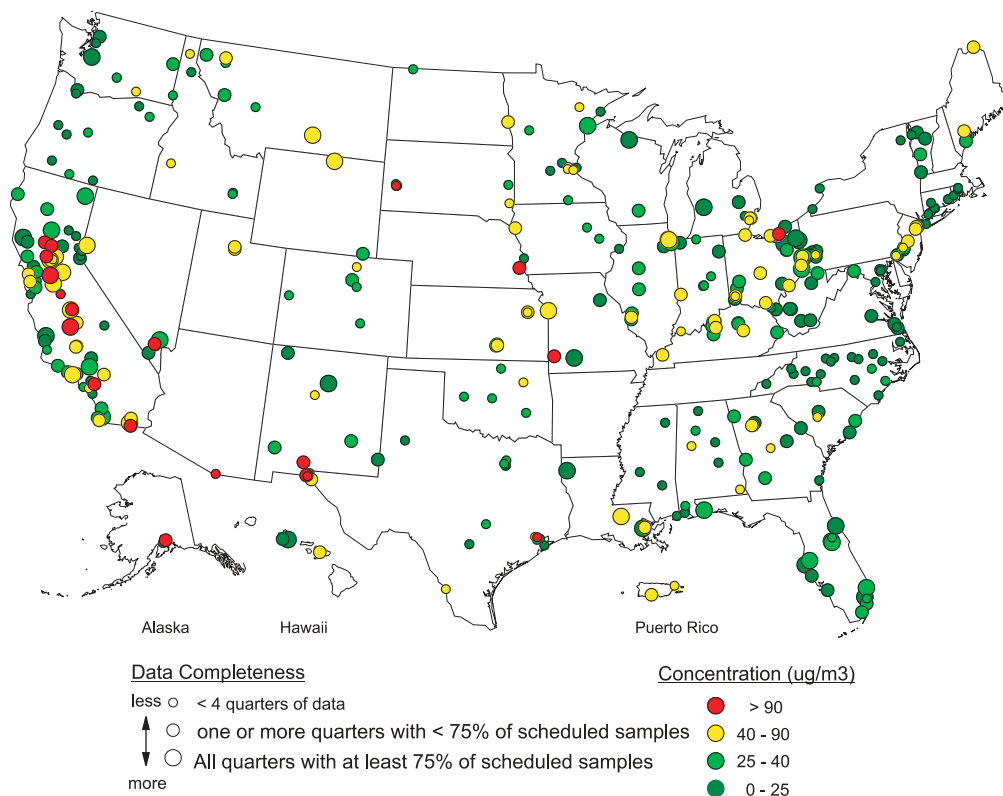 Alaska Hawaii Puerto Rico
Data Completeness
less < 4 quarters of data
one or more quarters with < 75% of scheduled samples
All quarters with at least 75% of scheduled samples
more
Concentration (ug/m3)
> 90
40 - 90
25 - 40
0 - 25